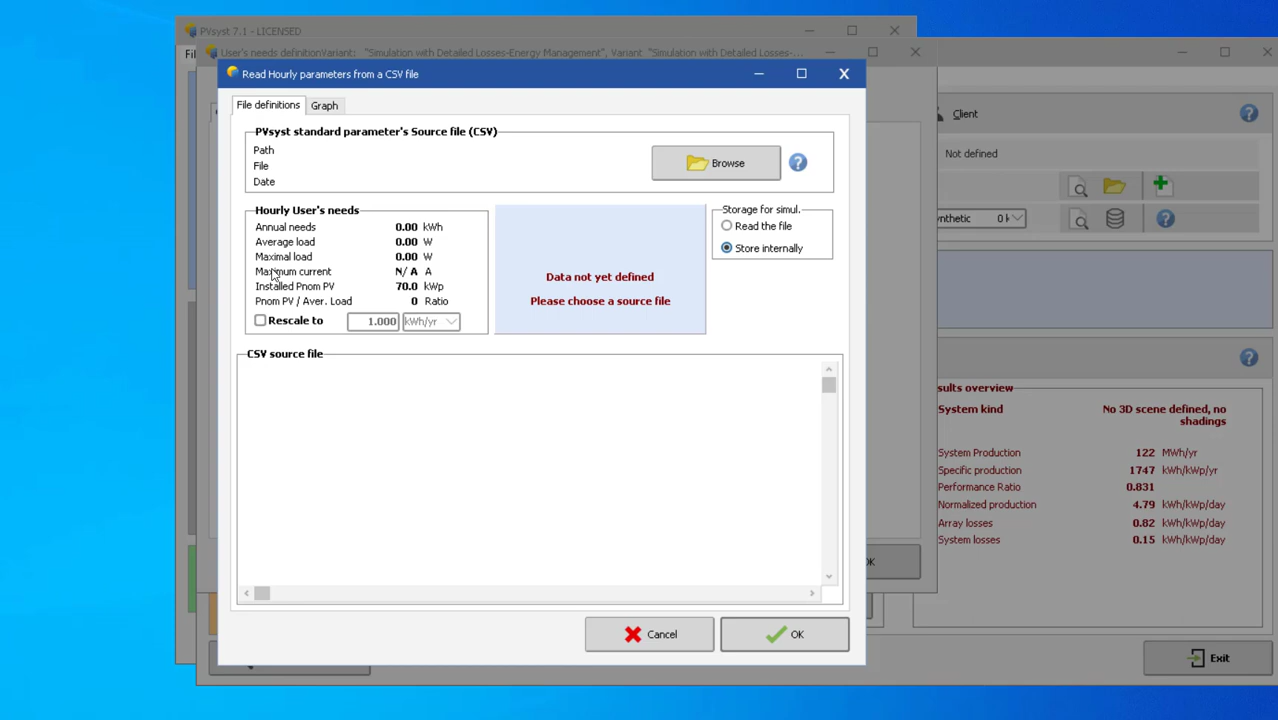 PVsyst 7.1 - LICENSED
Fil
User's needs definitionVariant: "Simulation with Detailed Losses-Energy Management", Variant "Simulation with Detailed Losses-...
Read Hourly parameters from a CSV file
File definitions
Graph
PVsyst standard parameter's Source file (CSV)
Path
File
Date
Browse
Hourly User's needs
Annual needs 0.00 kWh
Average load 0.00 W
Maximal load 0.00 W
Maximum current N/ A A
Installed Pnom PV 70.0 kWp
Pnom PV / Aver. Load 0 Ratio
Rescale to 1.000 kWh/yr
Data not yet defined
Please choose a source file
Storage for simul.
Read the file
Store internally
CSV source file
Cancel
OK
OK
Client
Not defined
nthetic 0 k
sults overview
System kind No 3D scene defined, no
shadings
System Production 122 MWh/yr
Specific production 1747 kWh/kWp/yr
Performance Ratio 0.831
Normalized production 4.79 kWh/kWp/day
Array losses 0.82 kWh/kWp/day
System losses 0.15 kWh/kWp/day
Exit